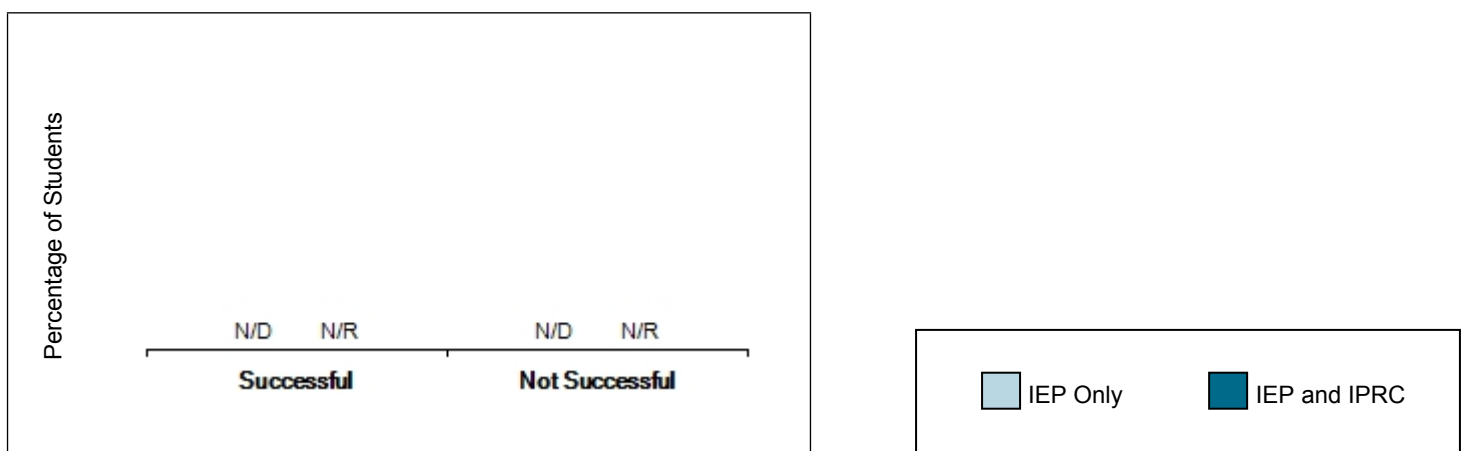 Percentage of Students
N/D N/R N/D N/R
Successful Not Successful
IEP Only IEP and IPRC